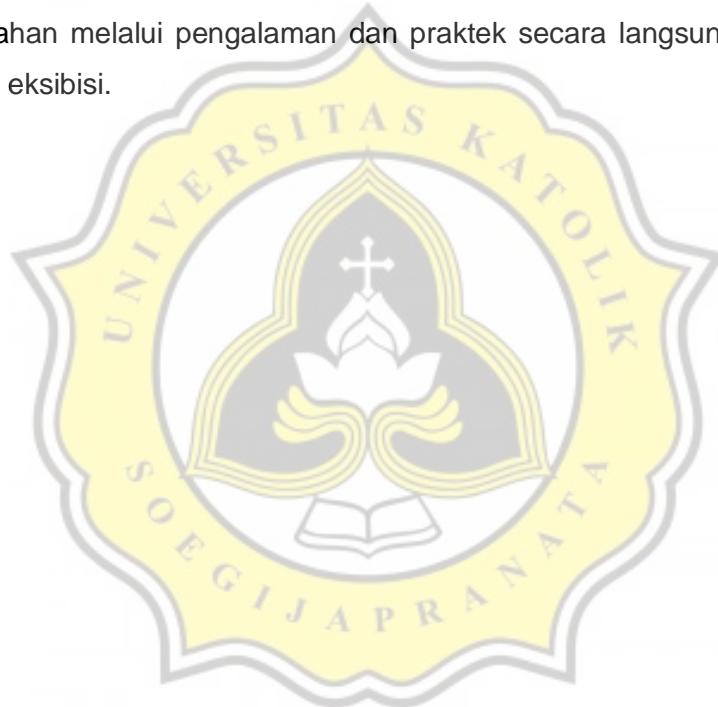 ahan melalui pengalaman dan praktek secara langsun
eksibisi.
UNIVERSITAS KATOLIK
SOEGIJAPRANATA